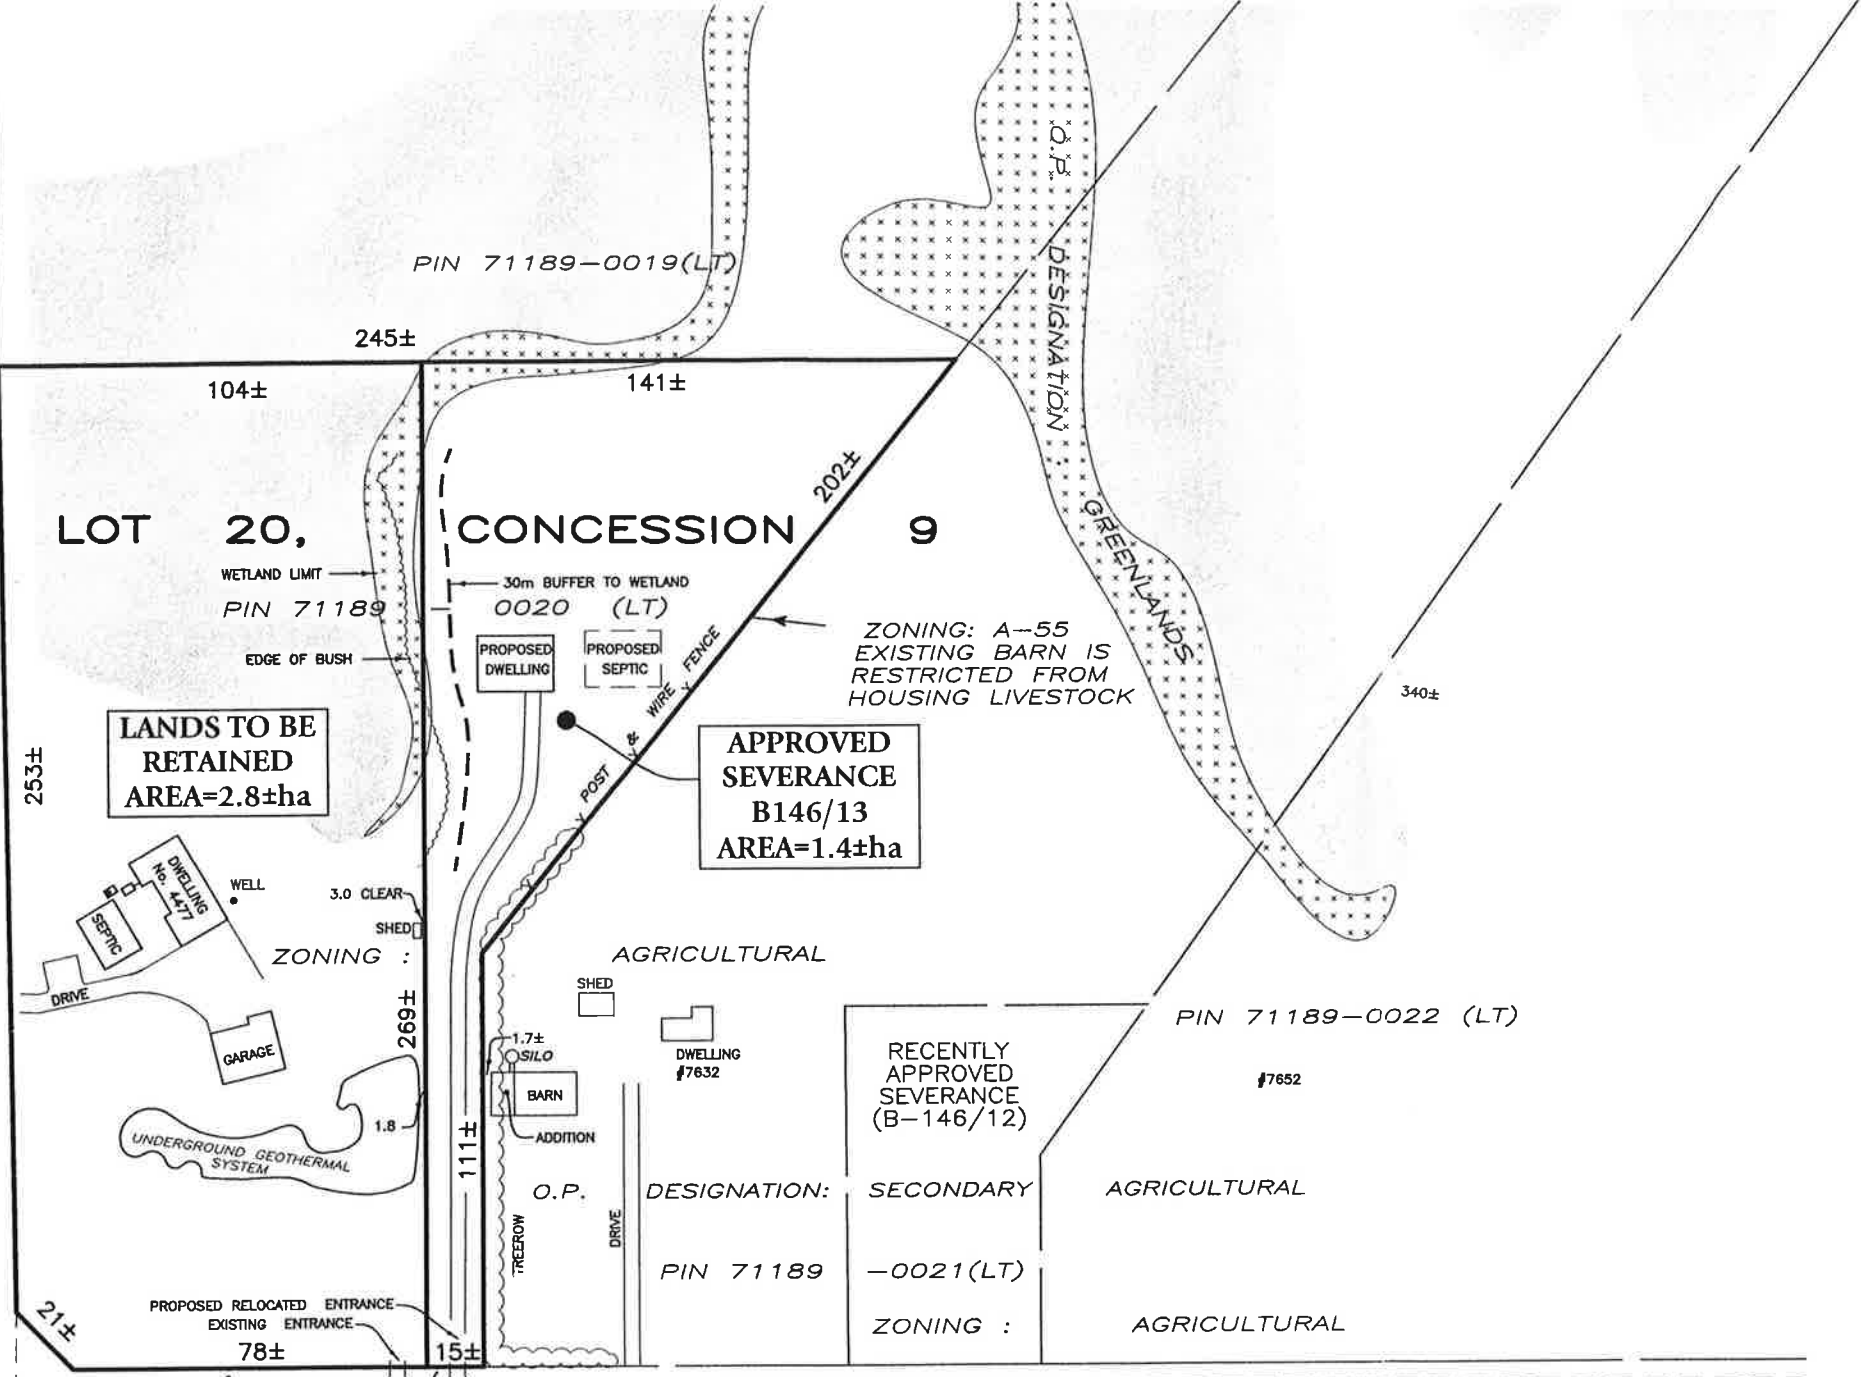 O.P.
DESIGNATION :
GREENLANDS
PIN 71189-0019(LT)
245±
104±
141±
202±
LOT 20, CONCESSION 9
WETLAND LIMIT
30m BUFFER TO WETLAND
PIN 71189 — 0020 (LT)
EDGE OF BUSH
PROPOSED
DWELLING
PROPOSED
SEPTIC
POST & WIRE FENCE
ZONING: A-55
EXISTING BARN IS
RESTRICTED FROM
HOUSING LIVESTOCK
340±
LANDS TO BE
RETAINED
AREA=2.8±ha
APPROVED
SEVERANCE
B146/13
AREA=1.4±ha
253±
DWELLING
No. 4477
SEPTIC
WELL
3.0 CLEAR
SHED
ZONING : AGRICULTURAL
DRIVE
GARAGE
269±
SHED
1.7±
SILO
BARN
ADDITION
DWELLING
#7632
PIN 71189-0022 (LT)
#7652
RECENTLY
APPROVED
SEVERANCE
(B-146/12)
1.8
UNDERGROUND GEOTHERMAL
SYSTEM
111±
O.P. DESIGNATION: SECONDARY AGRICULTURAL
TREEROW
DRIVE
PIN 71189 -0021(LT)
PROPOSED RELOCATED ENTRANCE
EXISTING ENTRANCE
ZONING : AGRICULTURAL
21±
78±
15±